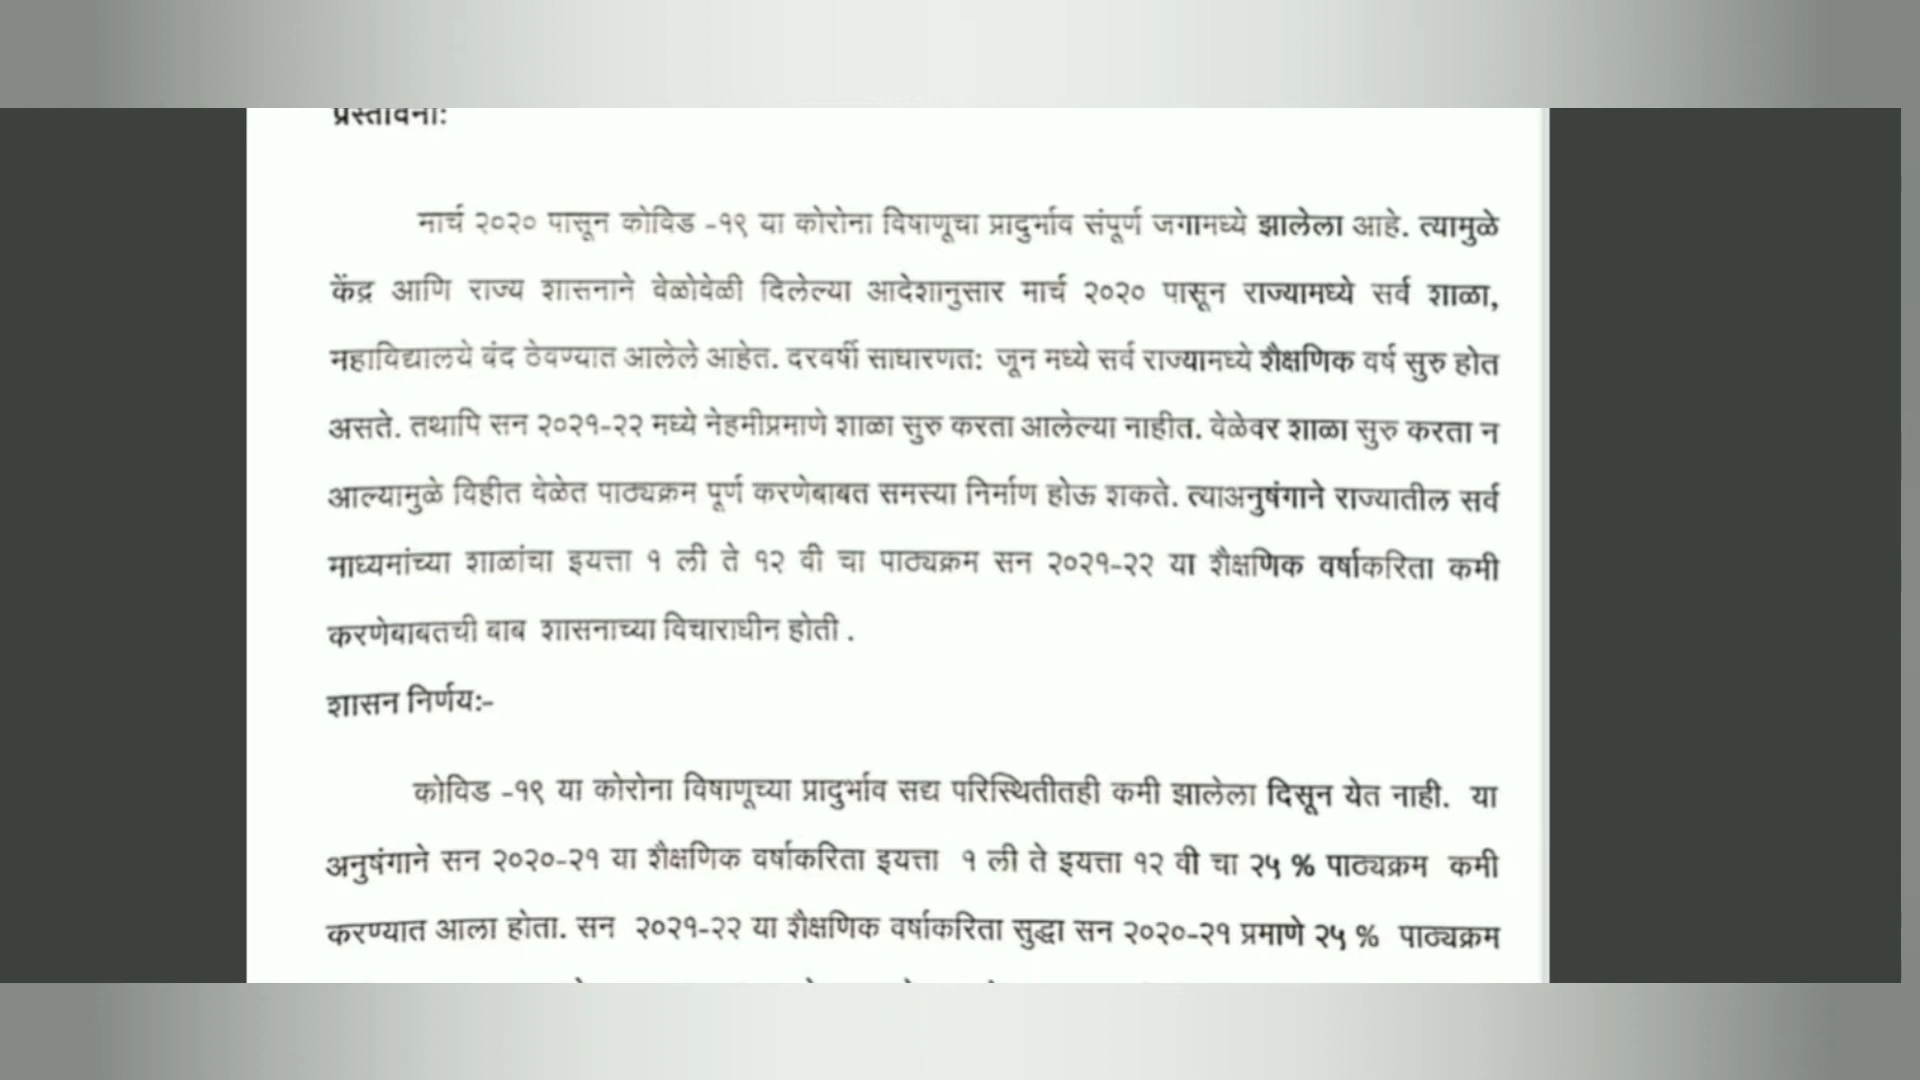 प्रस्तावना:
मार्च २०२० पासून कोविड -१९ या कोरोना विषाणूचा प्रादुर्भाव संपूर्ण जगामध्ये झालेला आहे. त्यामुळे
केंद्र आणि राज्य शासनाने वेळोवेळी दिलेल्या आदेशानुसार मार्च २०२० पासून राज्यामध्ये सर्व शाळा,
महाविद्यालये बंद ठेवण्यात आलेले आहेत. दरवर्षी साधारणत: जून मध्ये सर्व राज्यामध्ये शैक्षणिक वर्ष सुरु होत
असते. तथापि सन २०२१-२२ मध्ये नेहमीप्रमाणे शाळा सुरु करता आलेल्या नाहीत. वेळेवर शाळा सुरु करता न
आल्यामुळे विहीत वेळेत पाठ्यक्रम पूर्ण करणेबाबत समस्या निर्माण होऊ शकते. त्याअनुषंगाने राज्यातील सर्व
माध्यमांच्या शाळांचा इयत्ता १ ली ते १२ वी चा पाठ्यक्रम सन २०२१-२२ या शैक्षणिक वर्षाकरिता कमी
करणेबाबतची बाब शासनाच्या विचाराधीन होती .
शासन निर्णय:-
कोविड -१९ या कोरोना विषाणूच्या प्रादुर्भाव सद्य परिस्थितीतही कमी झालेला दिसून येत नाही. या
अनुषंगाने सन २०२०-२१ या शैक्षणिक वर्षाकरिता इयत्ता १ ली ते इयत्ता १२ वी चा २५ % पाठ्यक्रम कमी
करण्यात आला होता. सन २०२१-२२ या शैक्षणिक वर्षाकरिता सुद्धा सन २०२०-२१ प्रमाणे २५ % पाठ्यक्रम